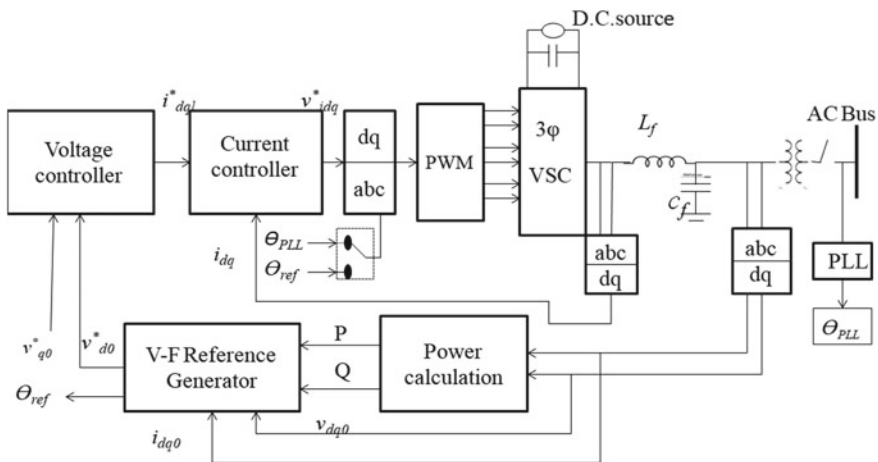 D.C.source
i*dq1
v*idq
AC Bus
Voltage
controller
Current
controller
dq
abc
PWM
3φ
VSC
Lf
Cf
abc
dq
abc
dq
PLL
ΘPLL
idq
ΘPLL
Θref
v*q0
v*d0
V-F Reference
Generator
P
Q
Power
calculation
Θref
vdq0
idq0